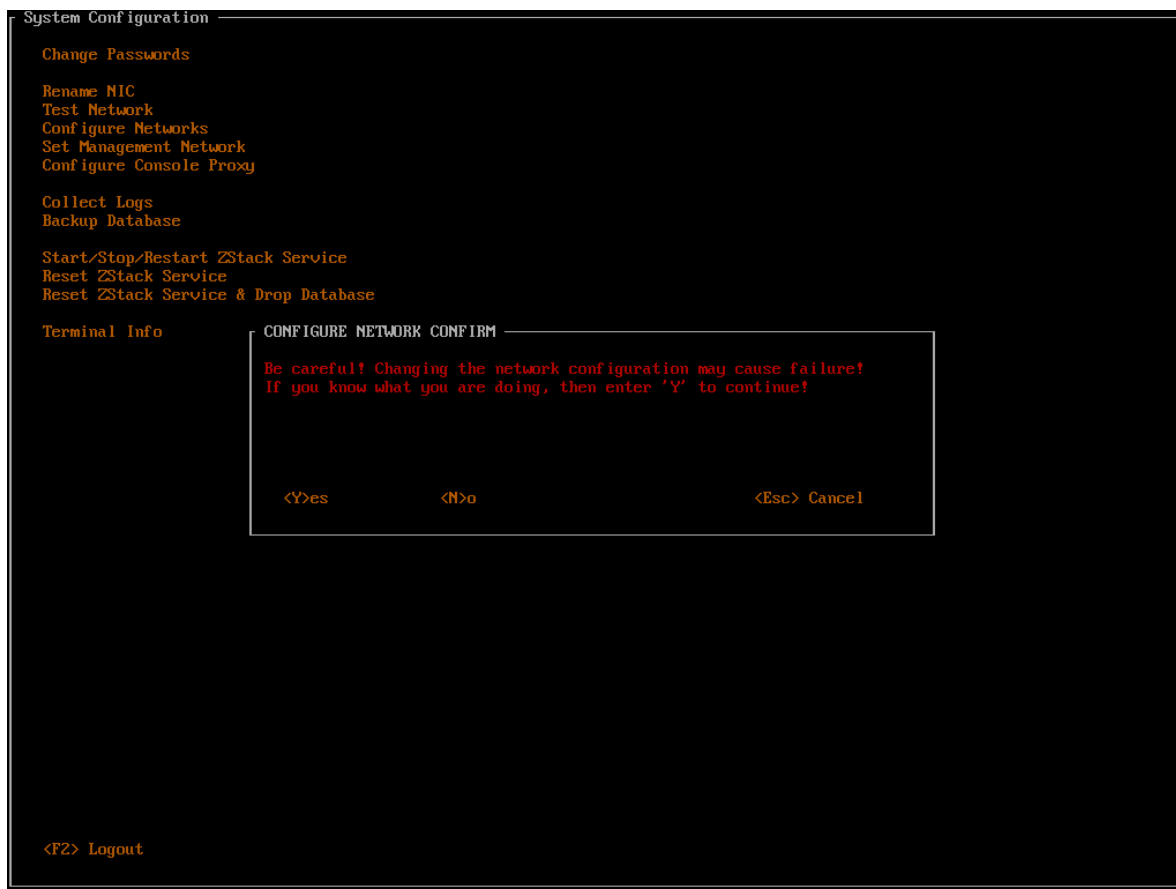 System Configuration
Change Passwords
Rename NIC
Test Network
Configure Networks
Set Management Network
Configure Console Proxy
Collect Logs
Backup Database
Start/Stop/Restart ZStack Service
Reset ZStack Service
Reset ZStack Service & Drop Database
Terminal Info
CONFIGURE NETWORK CONFIRM
Be careful! Changing the network configuration may cause failure!
If you know what you are doing, then enter 'Y' to continue!
<Y>es <N>o <Esc> Cancel
<F2> Logout